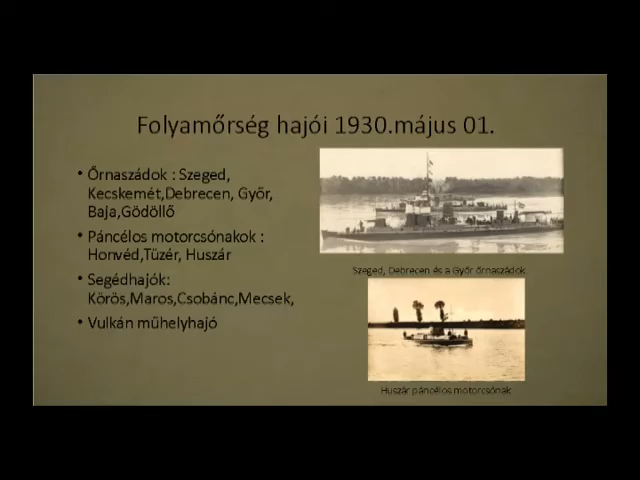 Folyamőrség hajói 1930.május 01.
• Őrnaszádok : Szeged,
Kecskemét,Debrecen, Győr,
Baja,Gödöllő
• Páncélos motorcsónakok :
Honvéd,Tüzér, Huszár
• Segédhajók:
Körös,Maros,Csobánc,Mecsek,
• Vulkán műhelyhajó
Szeged, Debrecen és a Győr őrnaszádok
Huszár páncélos motorcsónak